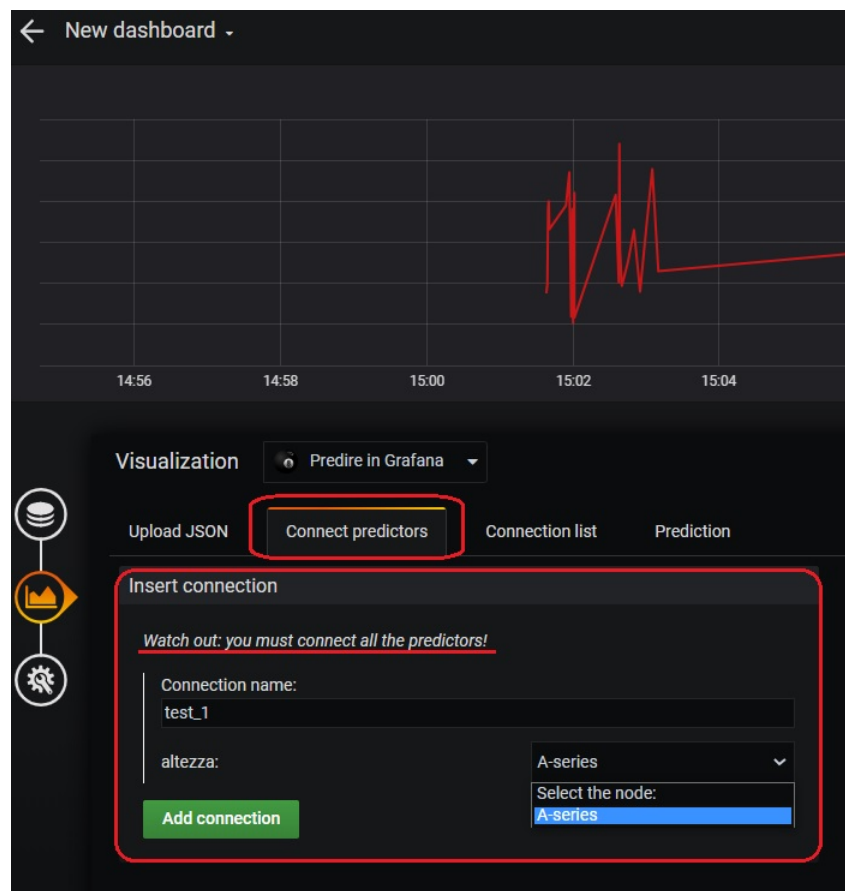 New dashboard
14:56 14:58 15:00 15:02 15:04
Visualization Predire in Grafana
Upload JSON Connect predictors Connection list Prediction
Insert connection
Watch out: you must connect all the predictors!
Connection name:
test_1
altezza: A-series
Select the node:
A-series
Add connection